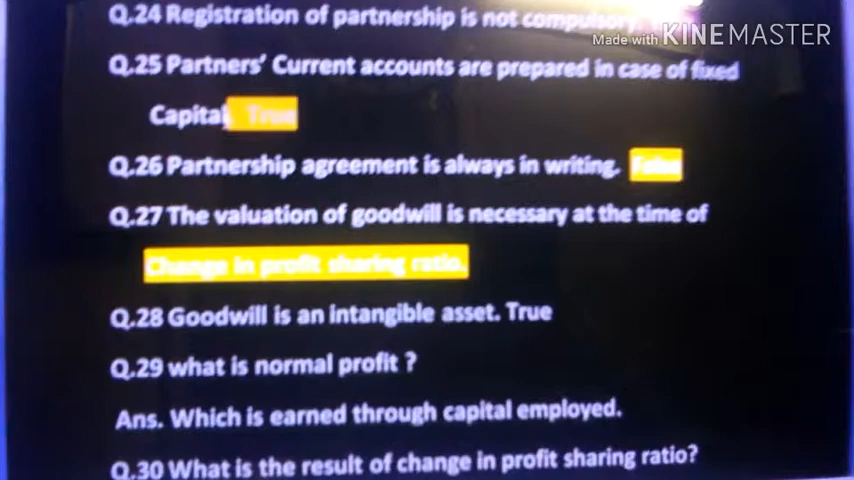 Q.24 Registration of partnership is not compulsory.
Made with KINEMASTER
Q.25 Partners' Current accounts are prepared in case of fixed
Capital. True
Q.26 Partnership agreement is always in writing. False
Q.27 The valuation of goodwill is necessary at the time of
Change in profit sharing ratio.
Q.28 Goodwill is an intangible asset. True
Q.29 what is normal profit ?
Ans. Which is earned through capital employed.
Q.30 What is the result of change in profit sharing ratio?